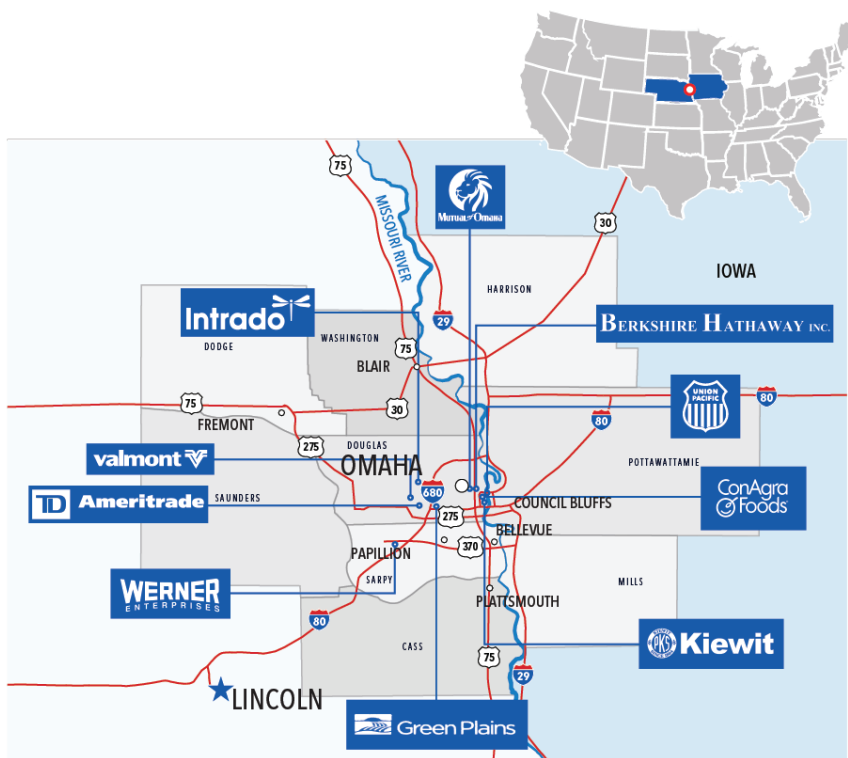 75
MISSOURI RIVER
MUTUAL of OMAHA
30
IOWA
HARRISON
Intrado
29
BERKSHIRE HATHAWAY INC.
DODGE
WASHINGTON
75
BLAIR
UNION
PACIFIC
80
75
30
80
FREMONT
275
DOUGLAS
valmont
OMAHA
POTTAWATTAMIE
680
ConAgra
Foods
TD Ameritrade
SAUNDERS
COUNCIL BLUFFS
275
BELLEVUE
370
PAPILLION
SARPY
MILLS
WERNER
ENTERPRISES
PLATTSMOUTH
80
CASS
KIEWIT
PKS
Kiewit
75
29
LINCOLN
Green Plains